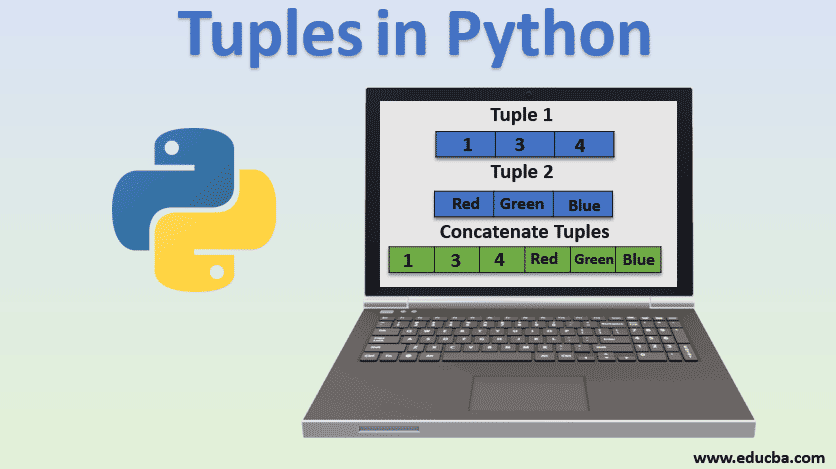 Tuples in Python
Tuple 1
1 3 4
Tuple 2
Red Green Blue
Concatenate Tuples
1 3 4 Red Green Blue
www.educba.com